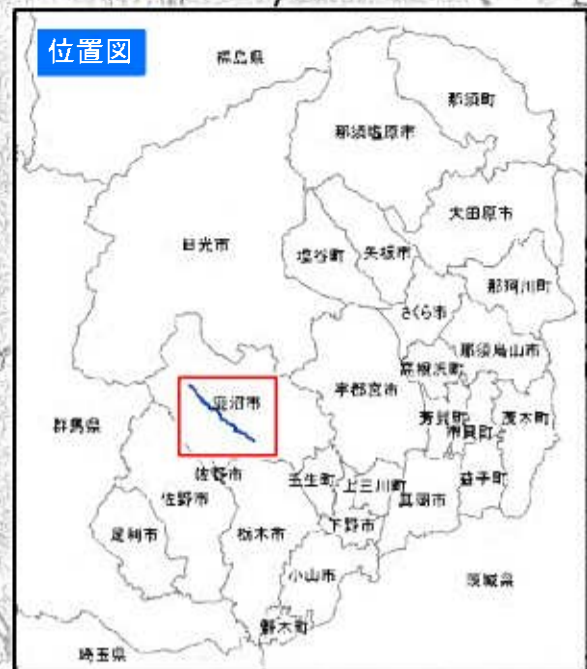 位置図
福島県
那須町
那須塩原市
大田原市
日光市
塩谷町
矢板市
那珂川町
さくら市
那須烏山市
高根沢町
宇都宮市
鹿沼市
芳賀町
茂木町
市貝町
群馬県
佐野市
壬生町
上三川町
真岡市
益子町
佐野市
下野市
足利市
栃木市
小山市
茨城県
野木町
埼玉県